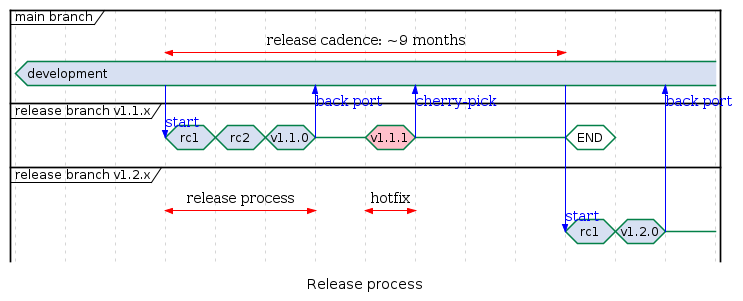 main branch
release cadence: ~9 months
development
back port
cherry-pick
back port
release branch v1.1.x
start
rc1
rc2
v1.1.0
v1.1.1
END
release branch v1.2.x
release process
hotfix
start
rc1
v1.2.0
Release process